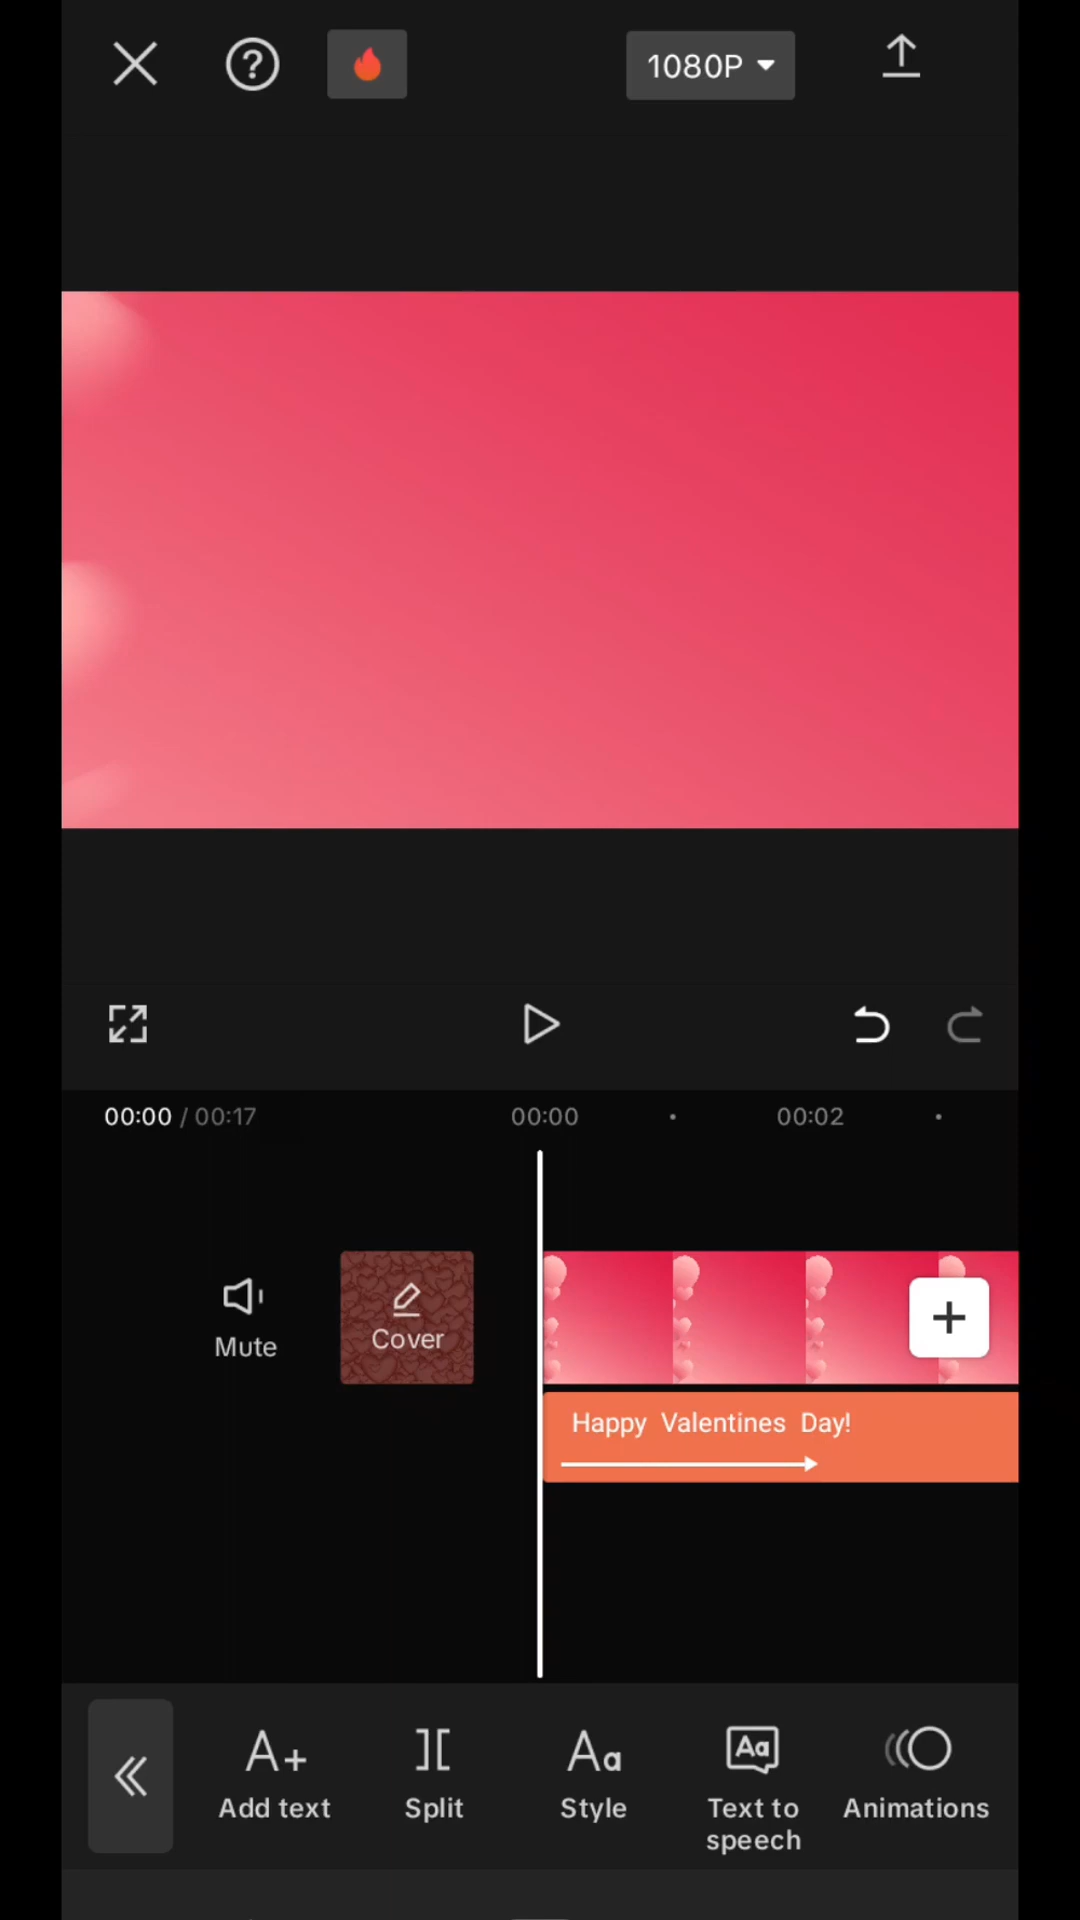 ?
1080P
00:00 / 00:17
00:00
00:02
Mute
Cover
Happy Valentines Day!
A+
Add text
Split
Aa
Style
Aa
Text to
speech
Animations